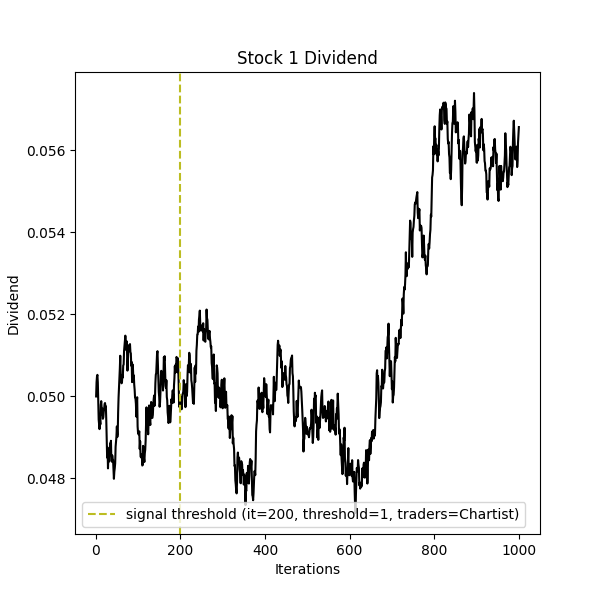 Stock 1 Dividend
Dividend
0.056
0.054
0.052
0.050
0.048
signal threshold (it=200, threshold=1, traders=Chartist)
0 200 400 600 800 1000
Iterations